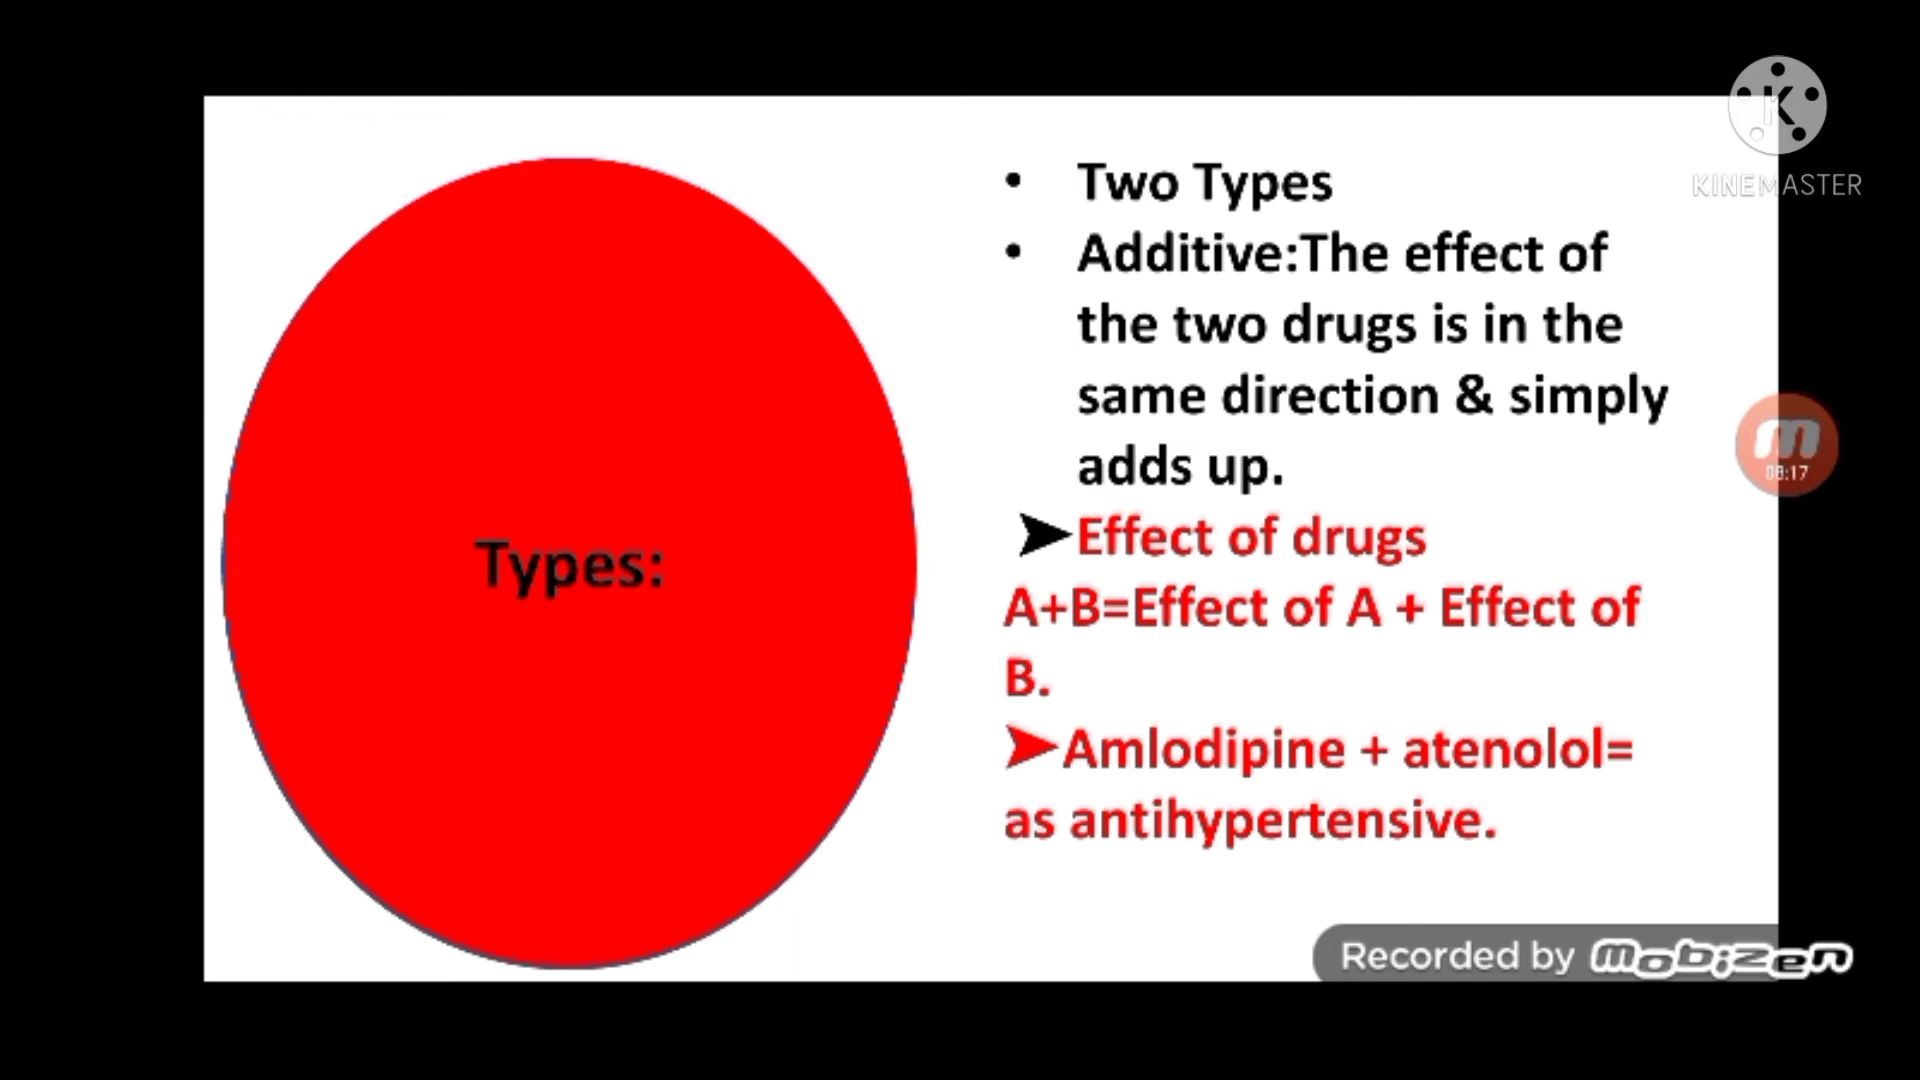 Types:
• Two Types
• Additive:The effect of
the two drugs is in the
same direction & simply
adds up.
➤Effect of drugs
A+B=Effect of A + Effect of
B.
➤Amlodipine + atenolol=
as antihypertensive.
K
KINEMASTER
m
08:17
Recorded by mobizen